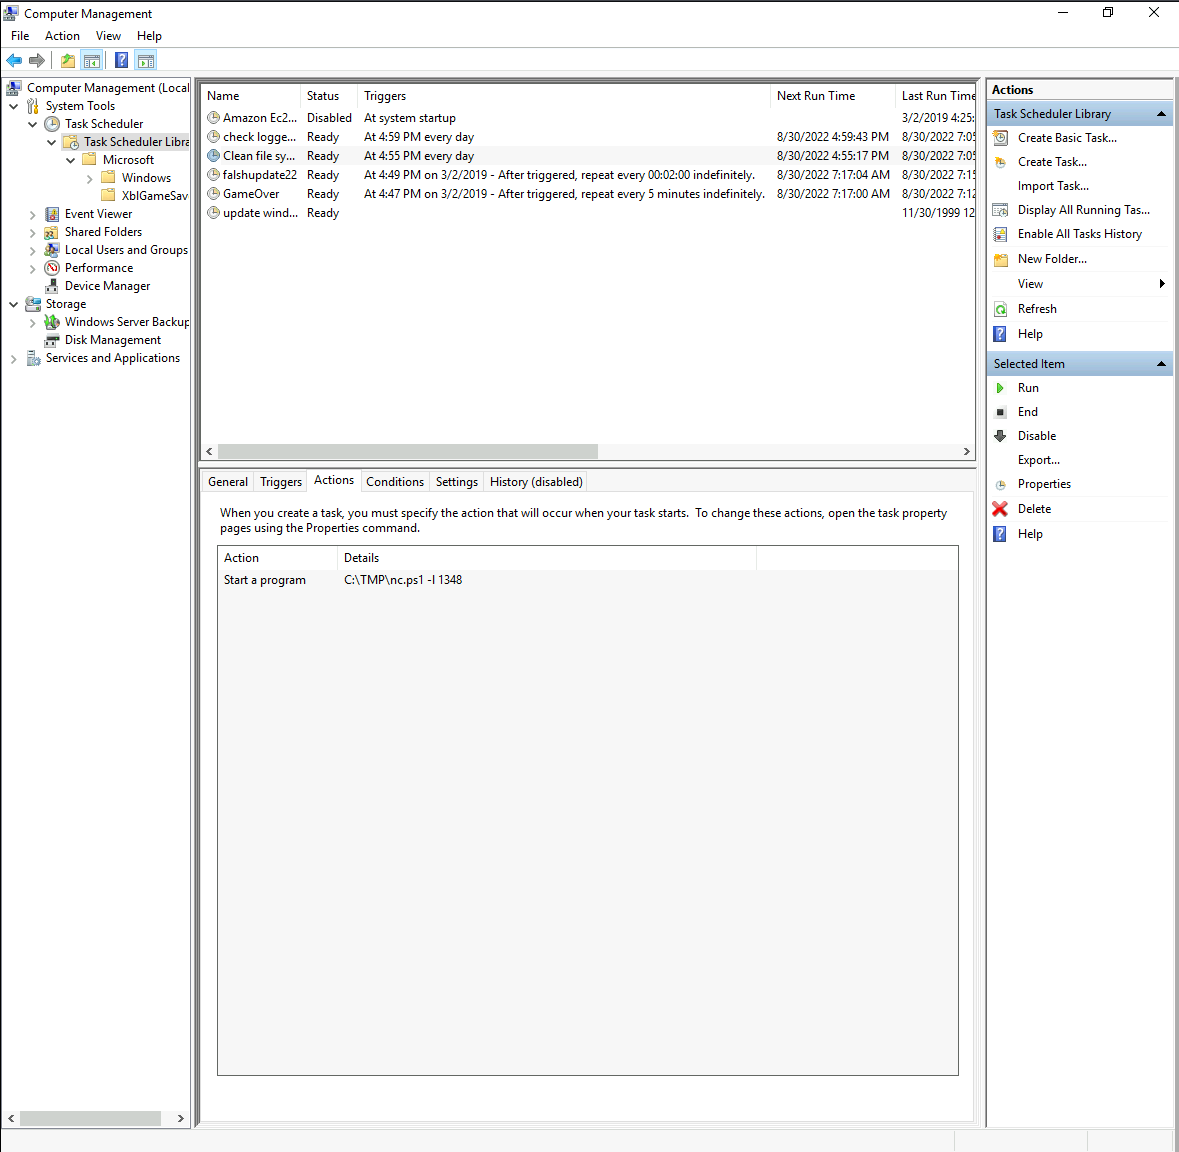 Computer Management
File Action View Help
Computer Management (Local
System Tools
Task Scheduler
Task Scheduler Libra
Microsoft
Windows
XblGameSav
Event Viewer
Shared Folders
Local Users and Groups
Performance
Device Manager
Storage
Windows Server Backup
Disk Management
Services and Applications
Name Status Triggers Next Run Time Last Run Time
Amazon Ec2... Disabled At system startup 3/2/2019 4:25:
check logge... Ready At 4:59 PM every day 8/30/2022 4:59:43 PM 8/30/2022 7:05
Clean file sy... Ready At 4:55 PM every day 8/30/2022 4:55:17 PM 8/30/2022 7:05
falshupdate22 Ready At 4:49 PM on 3/2/2019 - After triggered, repeat every 00:02:00 indefinitely. 8/30/2022 7:17:04 AM 8/30/2022 7:15
GameOver Ready At 4:47 PM on 3/2/2019 - After triggered, repeat every 5 minutes indefinitely. 8/30/2022 7:17:00 AM 8/30/2022 7:12
update wind... Ready 11/30/1999 12
General Triggers Actions Conditions Settings History (disabled)
When you create a task, you must specify the action that will occur when your task starts. To change these actions, open the task property
pages using the Properties command.
Action Details
Start a program C:\TMP\nc.ps1 -l 1348
Actions
Task Scheduler Library
Create Basic Task...
Create Task...
Import Task...
Display All Running Tas...
Enable All Tasks History
New Folder...
View
Refresh
Help
Selected Item
Run
End
Disable
Export...
Properties
Delete
Help